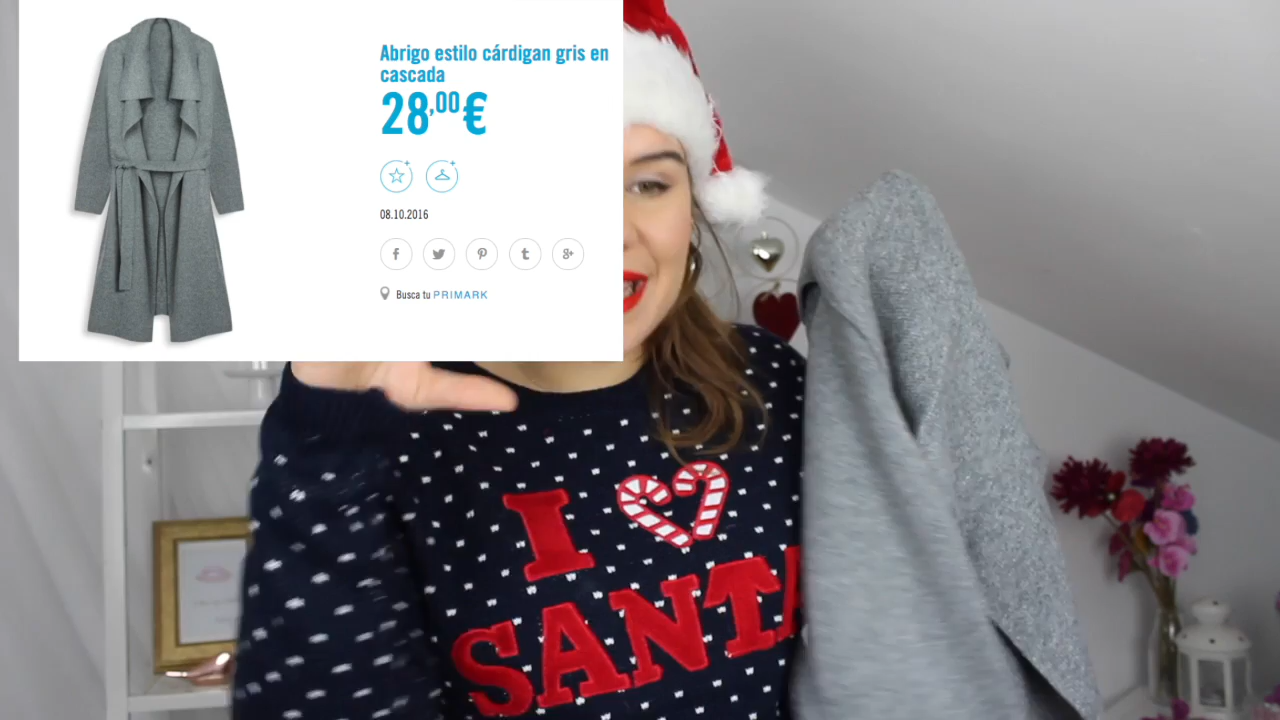 Abrigo estilo cárdigan gris en
cascada
28,00€
08.10.2016
Busca tu PRIMARK
I
SANTA